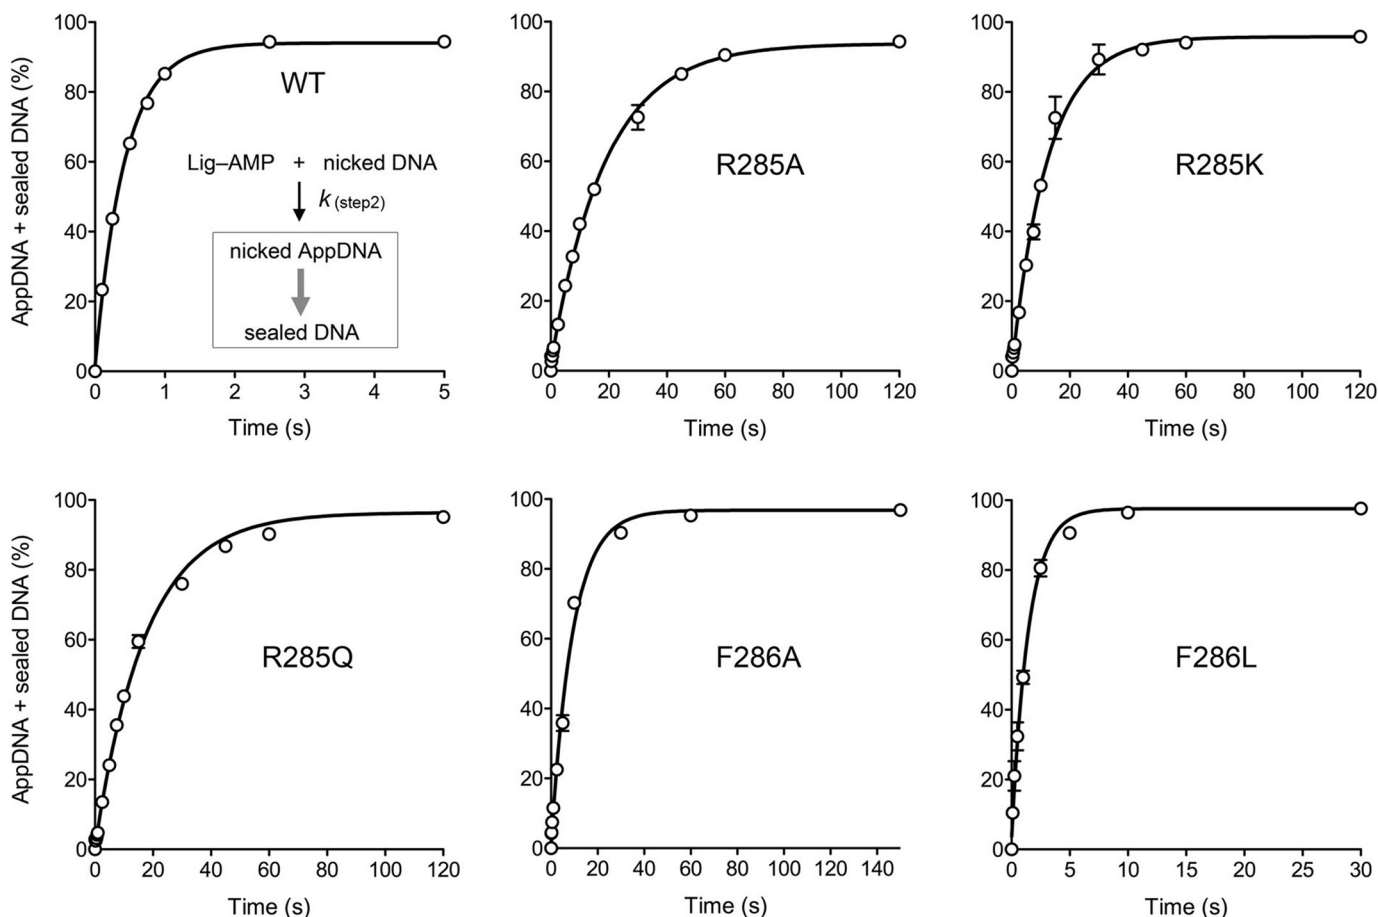 AppDNA + sealed DNA (%)
100
80
60
40
20
0
WT
Lig–AMP + nicked DNA
k (step2)
nicked AppDNA
sealed DNA
0 1 2 3 4 5
Time (s)
100
80
60
40
20
0
R285A
0 20 40 60 80 100 120
Time (s)
100
80
60
40
20
0
R285K
0 20 40 60 80 100 120
Time (s)
AppDNA + sealed DNA (%)
100
80
60
40
20
0
R285Q
0 20 40 60 80 100 120
Time (s)
100
80
60
40
20
0
F286A
0 20 40 60 80 100 120 140
Time (s)
100
80
60
40
20
0
F286L
0 5 10 15 20 25 30
Time (s)